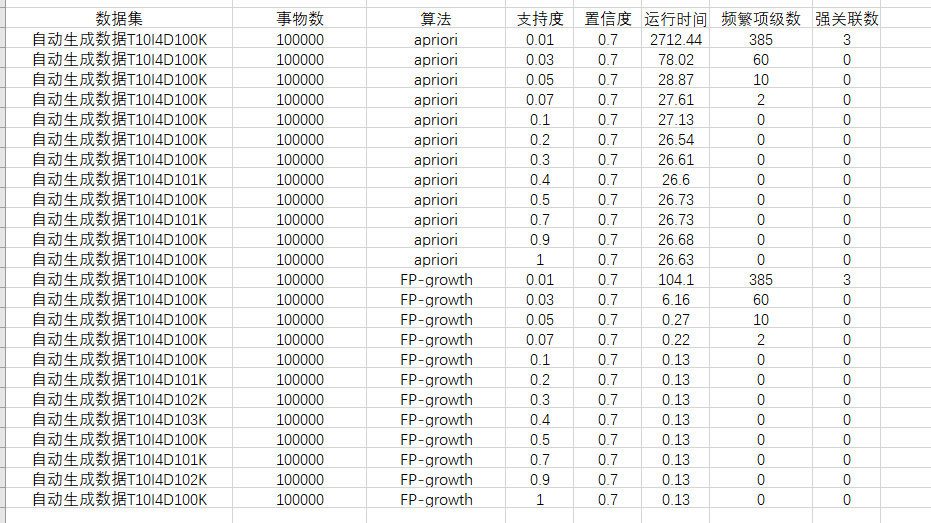 数据集 事物数 算法 支持度 置信度 运行时间 频繁项级数 强关联数
自动生成数据T10I4D100K 100000 apriori 0.01 0.7 2712.44 385 3
自动生成数据T10I4D100K 100000 apriori 0.03 0.7 78.02 60 0
自动生成数据T10I4D100K 100000 apriori 0.05 0.7 28.87 10 0
自动生成数据T10I4D100K 100000 apriori 0.07 0.7 27.61 2 0
自动生成数据T10I4D100K 100000 apriori 0.1 0.7 27.13 0 0
自动生成数据T10I4D100K 100000 apriori 0.2 0.7 26.54 0 0
自动生成数据T10I4D100K 100000 apriori 0.3 0.7 26.61 0 0
自动生成数据T10I4D101K 100000 apriori 0.4 0.7 26.6 0 0
自动生成数据T10I4D100K 100000 apriori 0.5 0.7 26.73 0 0
自动生成数据T10I4D101K 100000 apriori 0.7 0.7 26.73 0 0
自动生成数据T10I4D100K 100000 apriori 0.9 0.7 26.68 0 0
自动生成数据T10I4D100K 100000 apriori 1 0.7 26.63 0 0
自动生成数据T10I4D100K 100000 FP-growth 0.01 0.7 104.1 385 3
自动生成数据T10I4D100K 100000 FP-growth 0.03 0.7 6.16 60 0
自动生成数据T10I4D100K 100000 FP-growth 0.05 0.7 0.27 10 0
自动生成数据T10I4D100K 100000 FP-growth 0.07 0.7 0.22 2 0
自动生成数据T10I4D100K 100000 FP-growth 0.1 0.7 0.13 0 0
自动生成数据T10I4D101K 100000 FP-growth 0.2 0.7 0.13 0 0
自动生成数据T10I4D102K 100000 FP-growth 0.3 0.7 0.13 0 0
自动生成数据T10I4D103K 100000 FP-growth 0.4 0.7 0.13 0 0
自动生成数据T10I4D100K 100000 FP-growth 0.5 0.7 0.13 0 0
自动生成数据T10I4D101K 100000 FP-growth 0.7 0.7 0.13 0 0
自动生成数据T10I4D102K 100000 FP-growth 0.9 0.7 0.13 0 0
自动生成数据T10I4D100K 100000 FP-growth 1 0.7 0.13 0 0